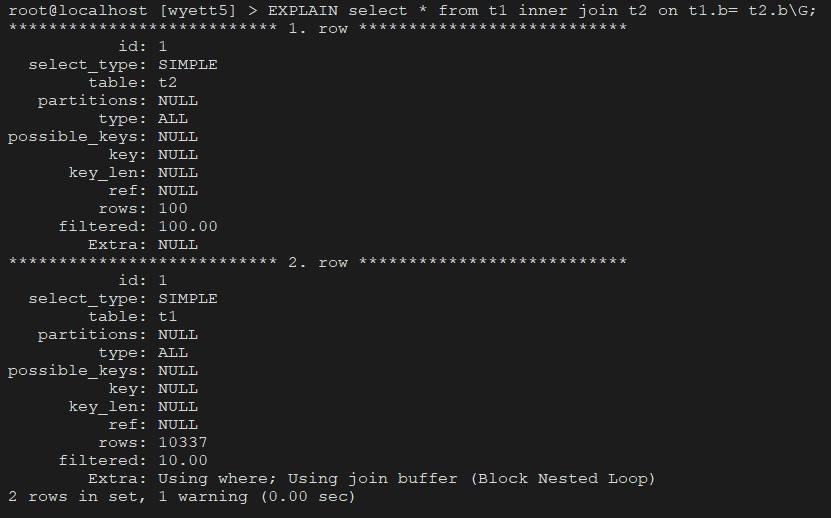 root@localhost [wyett5] > EXPLAIN select * from t1 inner join t2 on t1.b= t2.b\G;
*************************** 1. row ***************************
           id: 1
  select_type: SIMPLE
        table: t2
   partitions: NULL
         type: ALL
possible_keys: NULL
          key: NULL
      key_len: NULL
          ref: NULL
         rows: 100
     filtered: 100.00
        Extra: NULL
*************************** 2. row ***************************
           id: 1
  select_type: SIMPLE
        table: t1
   partitions: NULL
         type: ALL
possible_keys: NULL
          key: NULL
      key_len: NULL
          ref: NULL
         rows: 10337
     filtered: 10.00
        Extra: Using where; Using join buffer (Block Nested Loop)
2 rows in set, 1 warning (0.00 sec)